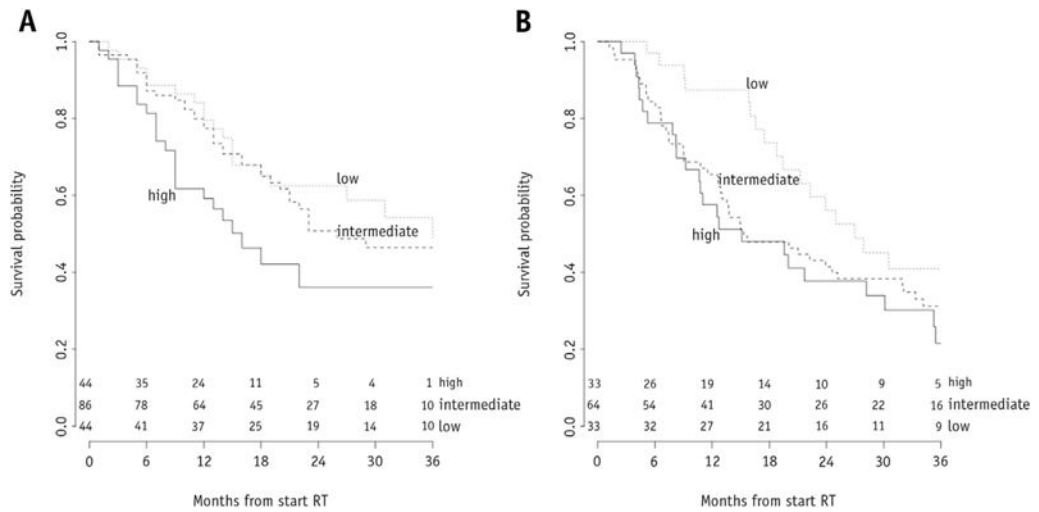 A
Survival probability
1.0
0.8
0.6
0.4
0.2
0.0
low
high
intermediate
44 35 24 11 5 4 1 high
86 78 64 45 27 18 10 intermediate
44 41 37 25 19 14 10 low
0 6 12 18 24 30 36
Months from start RT
B
Survival probability
1.0
0.8
0.6
0.4
0.2
0.0
low
intermediate
high
33 26 19 14 10 9 5 high
64 54 41 30 26 22 16 intermediate
33 32 27 21 16 11 9 low
0 6 12 18 24 30 36
Months from start RT